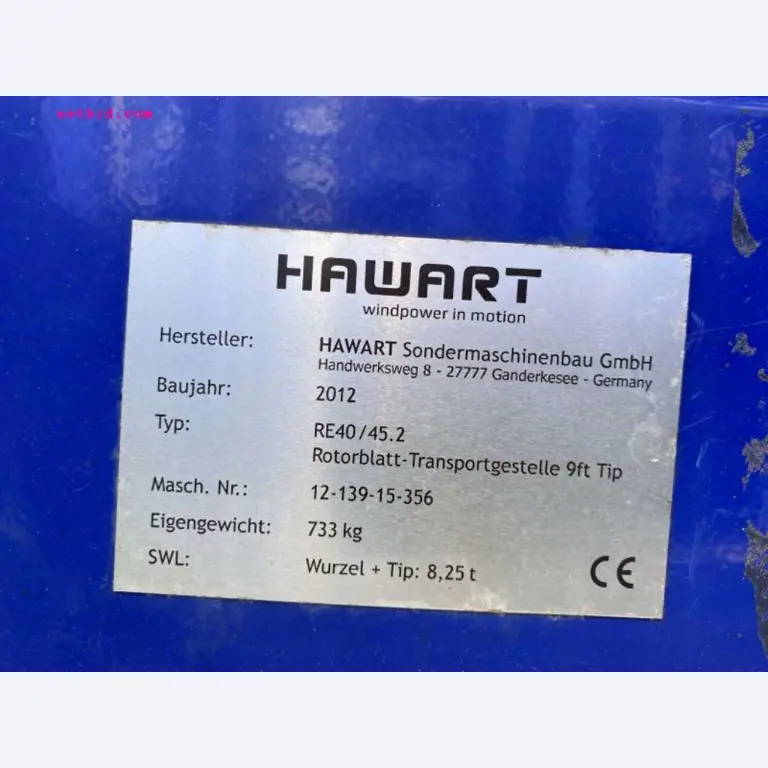 netbid.com
HAWART
windpower in motion
Hersteller: HAWART Sondermaschinenbau GmbH
Handwerksweg 8 - 27777 Ganderkesee - Germany
Baujahr: 2012
Typ: RE40/45.2
Rotorblatt-Transportgestelle 9ft Tip
Masch. Nr.: 12-139-15-356
Eigengewicht: 733 kg
SWL: Wurzel + Tip: 8,25 t
CE